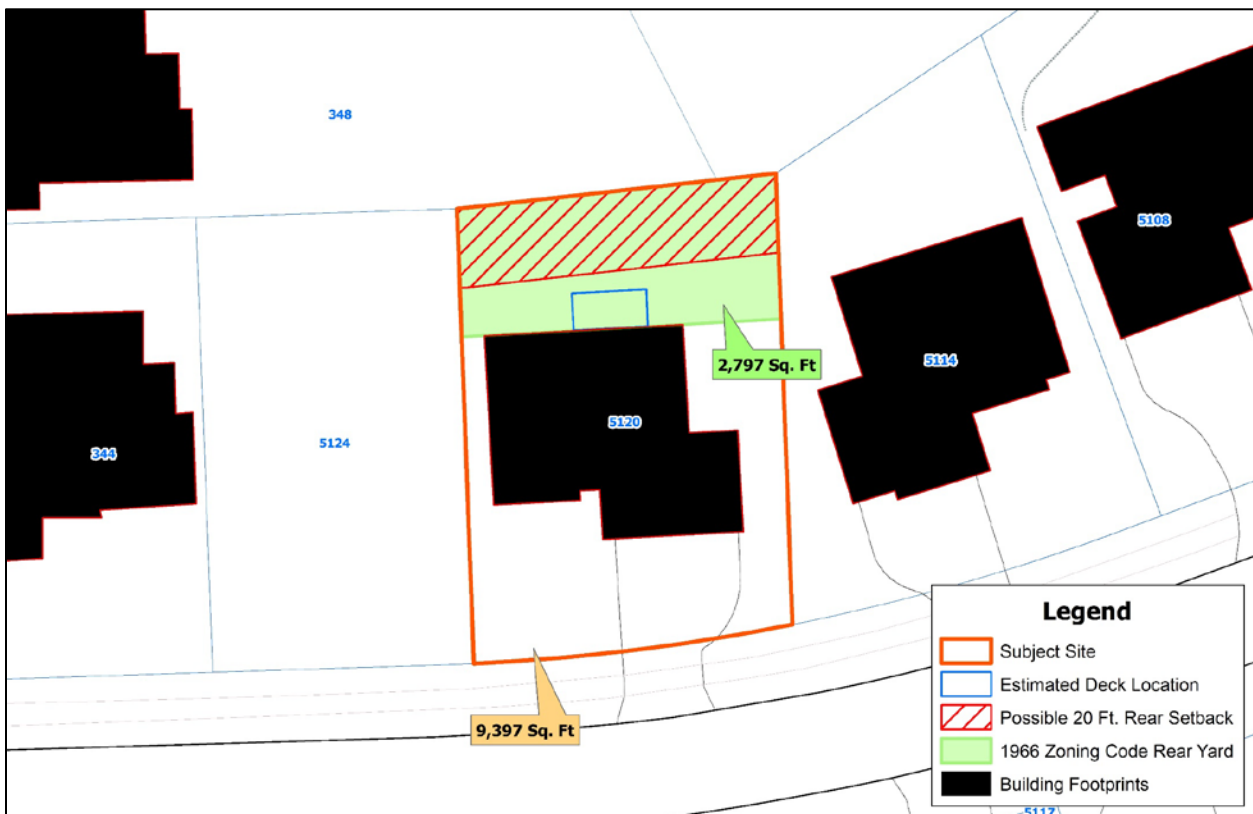 348
5108
2,797 Sq. Ft
5114
5120
5124
344
9,397 Sq. Ft
Legend
Subject Site
Estimated Deck Location
Possible 20 Ft. Rear Setback
1966 Zoning Code Rear Yard
Building Footprints
5117